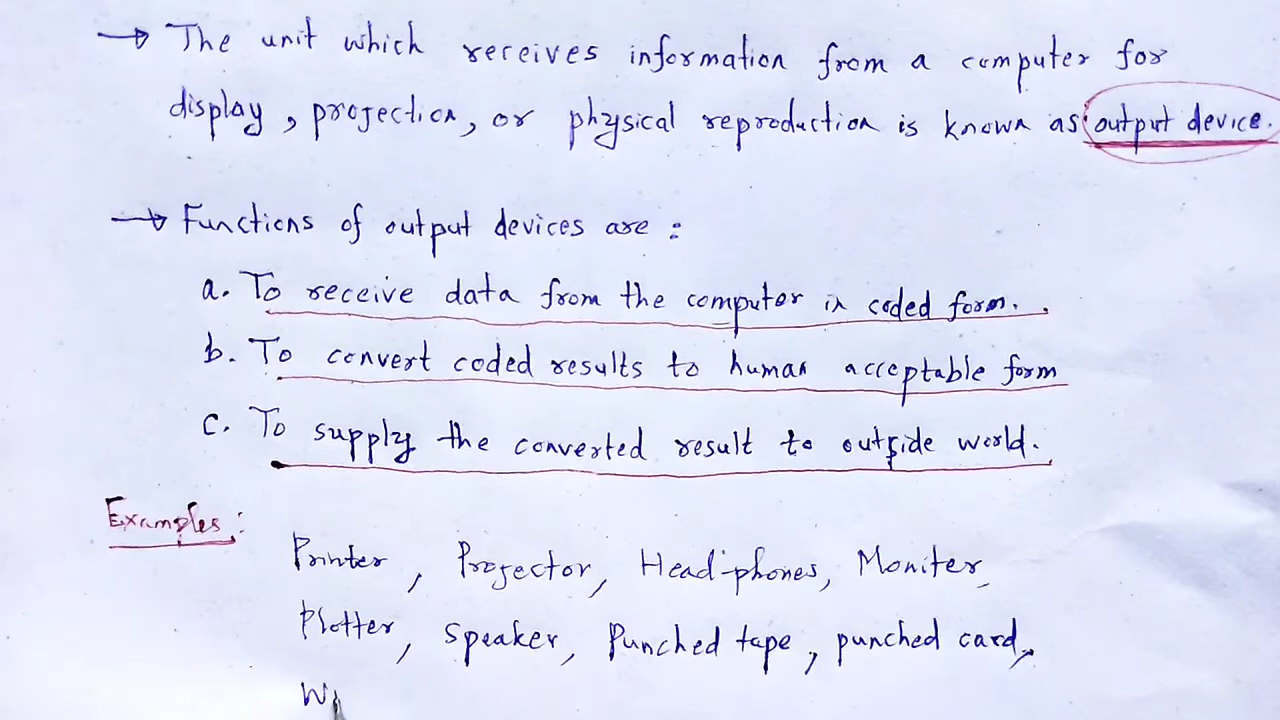 → The unit which receives information from a computer for
display, projection, or physical reproduction is known as output device.
→ Functions of output devices are :
a. To receive data from the computer in coded form..
b. To convert coded results to human acceptable form
c. To supply the converted result to outside world.
Examples:
Printer, Projector, Head-phones, Moniter,
Plotter, speaker, Punched tape, punched card,